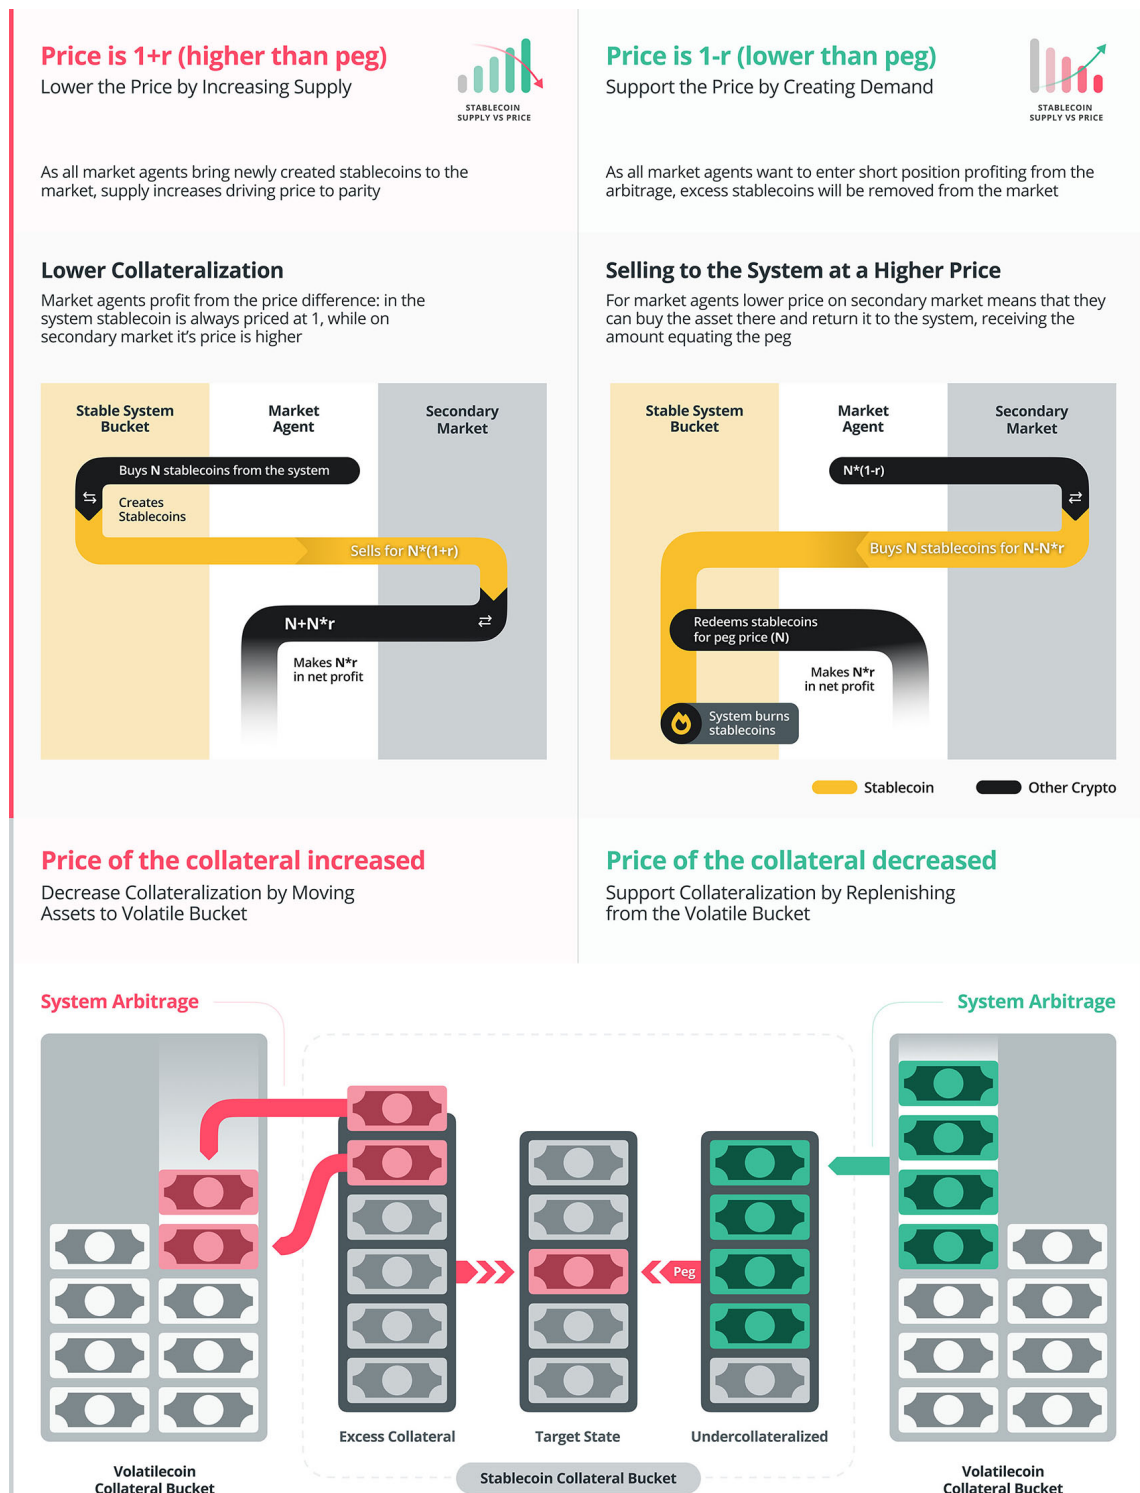 Price is 1+r (higher than peg)
Lower the Price by Increasing Supply
STABLECOIN
SUPPLY VS PRICE
As all market agents bring newly created stablecoins to the
market, supply increases driving price to parity
Price is 1-r (lower than peg)
Support the Price by Creating Demand
STABLECOIN
SUPPLY VS PRICE
As all market agents want to enter short position profiting from the
arbitrage, excess stablecoins will be removed from the market
Lower Collateralization
Market agents profit from the price difference: in the
system stablecoin is always priced at 1, while on
secondary market it's price is higher
Stable System
Bucket
Market
Agent
Secondary
Market
Buys N stablecoins from the system
Creates
Stablecoins
Sells for N*(1+r)
N+N*r
Makes N*r
in net profit
Selling to the System at a Higher Price
For market agents lower price on secondary market means that they
can buy the asset there and return it to the system, receiving the
amount equating the peg
Stable System
Bucket
Market
Agent
Secondary
Market
N*(1-r)
Buys N stablecoins for N-N*r
Redeems stablecoins
for peg price (N)
Makes N*r
in net profit
System burns
stablecoins
Stablecoin
Other Crypto
Price of the collateral increased
Decrease Collateralization by Moving
Assets to Volatile Bucket
Price of the collateral decreased
Support Collateralization by Replenishing
from the Volatile Bucket
System Arbitrage
System Arbitrage
Peg
Excess Collateral
Target State
Undercollateralized
Volatilecoin
Collateral Bucket
Stablecoin Collateral Bucket
Volatilecoin
Collateral Bucket